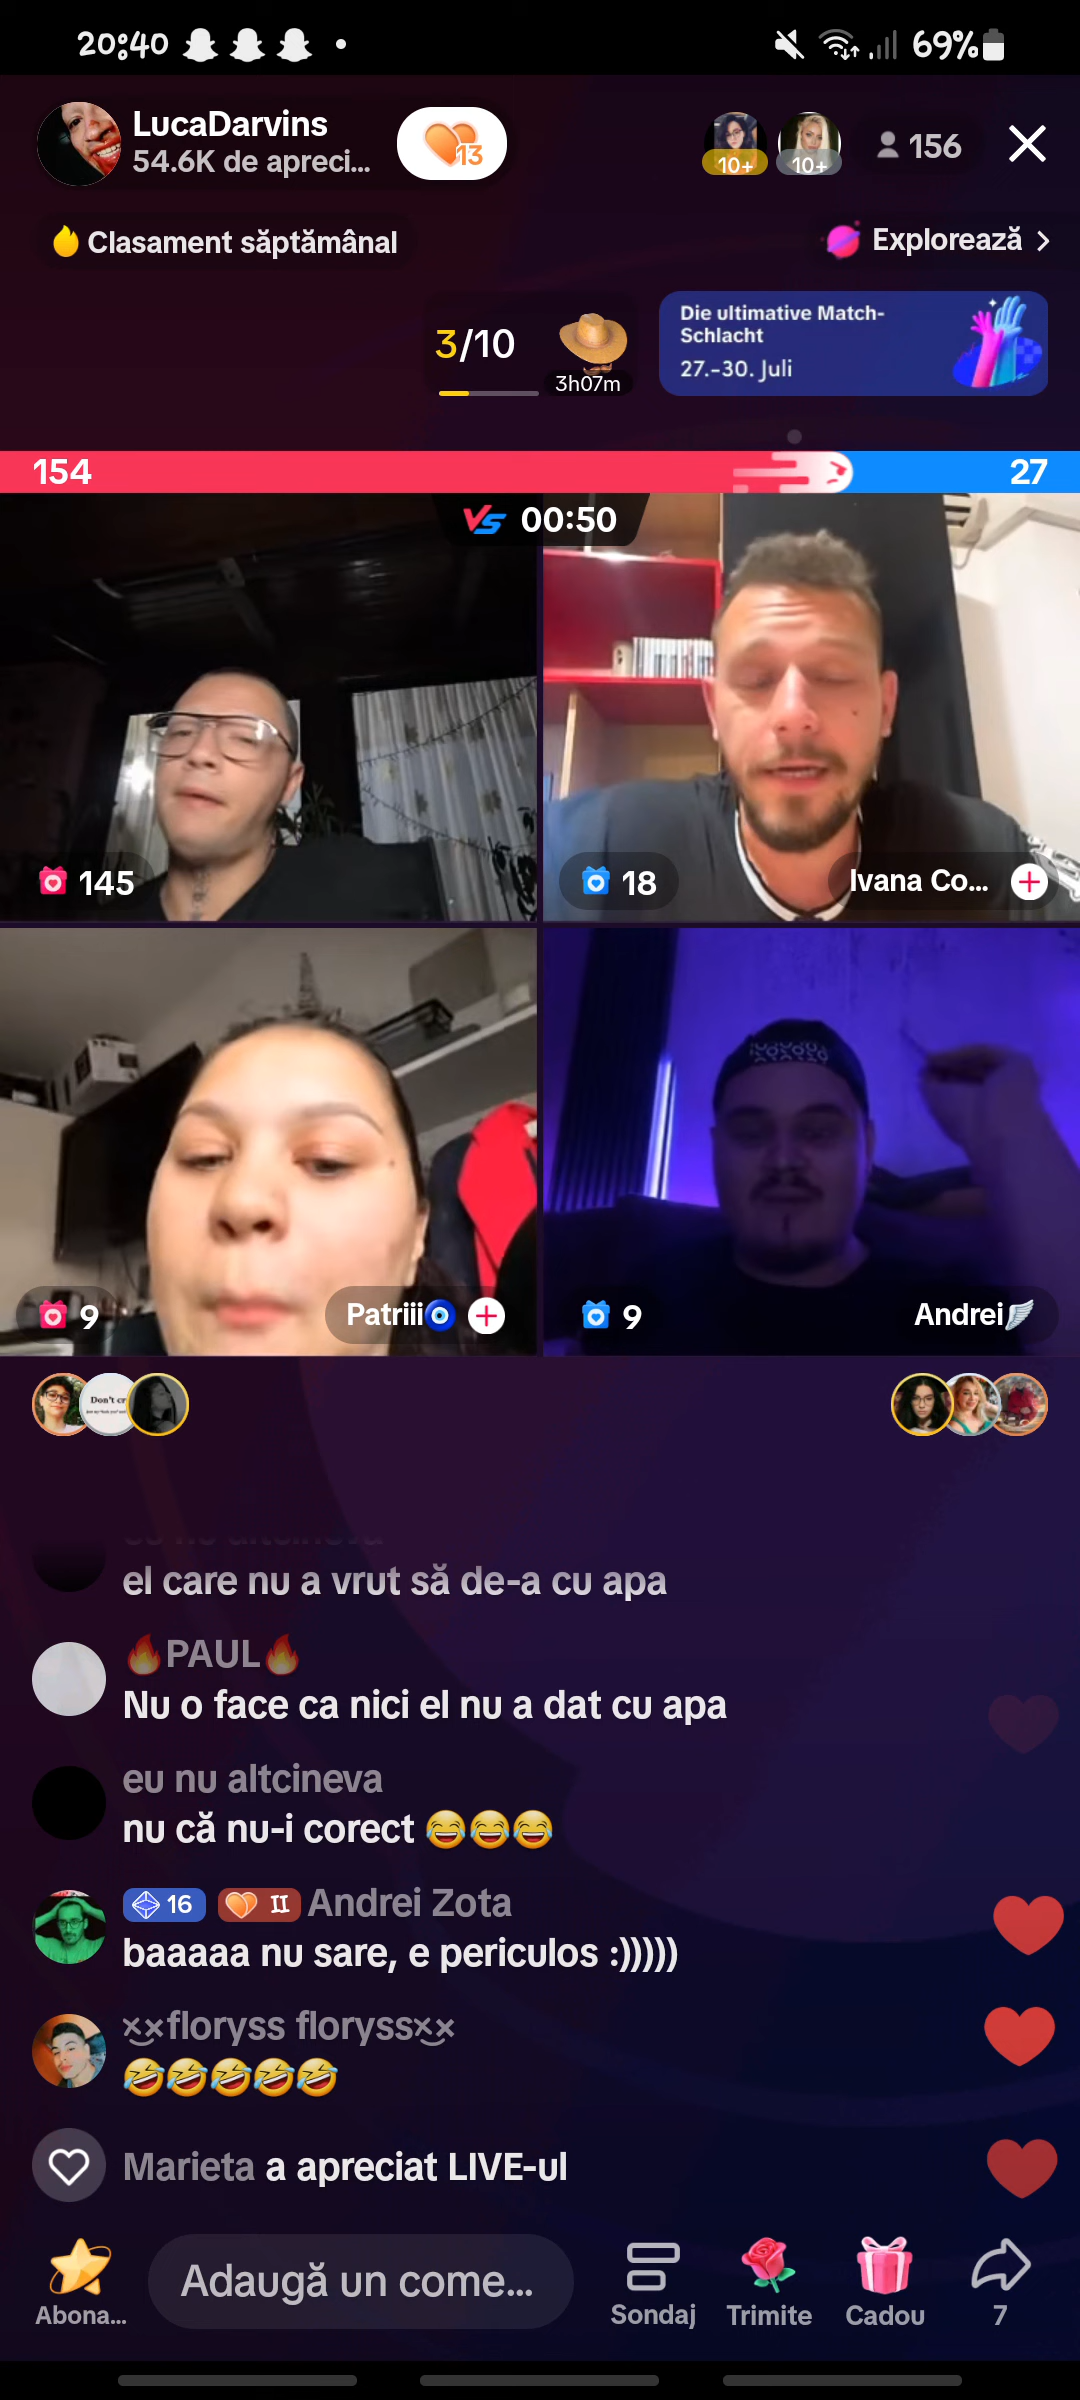 20:40
69%
LucaDarvins
54.6K de apreci...
13
10+
10+
156
Clasament săptămânal
Explorează
3/10
3h07m
Die ultimative Match-
Schlacht
27.-30. Juli
154
27
VS 00:50
145
18
Ivana Co...
9
Patriii
9
Andrei
Don't cr
el care nu a vrut să de-a cu apa
🔥PAUL🔥
Nu o face ca nici el nu a dat cu apa
eu nu altcineva
nu că nu-i corect 😂😂😂
16 II Andrei Zota
baaaaa nu sare, e periculos :)))))
floryss floryss
🤣🤣🤣🤣🤣
Marieta a apreciat LIVE-ul
Abona...
Adaugă un come...
Sondaj
Trimite
Cadou
7